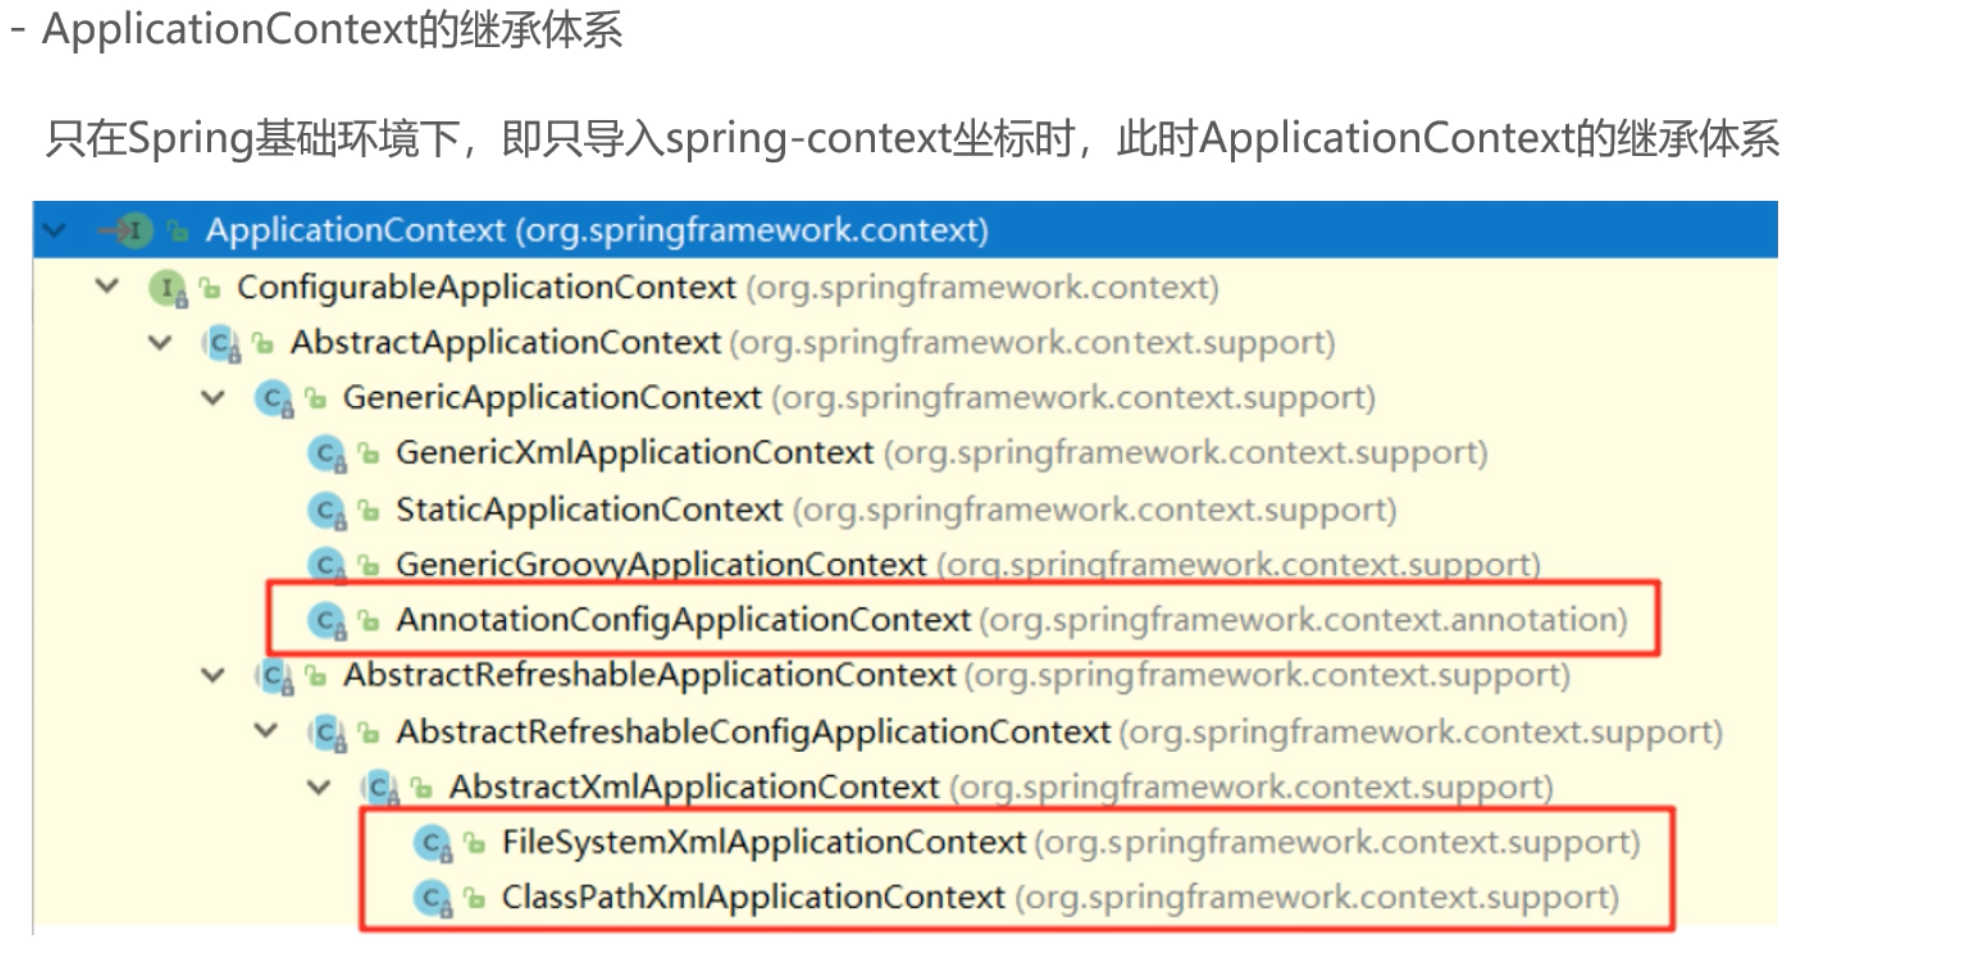 - ApplicationContext的继承体系
只在Spring基础环境下，即只导入spring-context坐标时，此时ApplicationContext的继承体系
I ApplicationContext (org.springframework.context)
I ConfigurableApplicationContext (org.springframework.context)
C AbstractApplicationContext (org.springframework.context.support)
C GenericApplicationContext (org.springframework.context.support)
C GenericXmlApplicationContext (org.springframework.context.support)
C StaticApplicationContext (org.springframework.context.support)
C GenericGroovyApplicationContext (org.springframework.context.support)
C AnnotationConfigApplicationContext (org.springframework.context.annotation)
C AbstractRefreshableApplicationContext (org.springframework.context.support)
C AbstractRefreshableConfigApplicationContext (org.springframework.context.support)
C AbstractXmlApplicationContext (org.springframework.context.support)
C FileSystemXmlApplicationContext (org.springframework.context.support)
C ClassPathXmlApplicationContext (org.springframework.context.support)